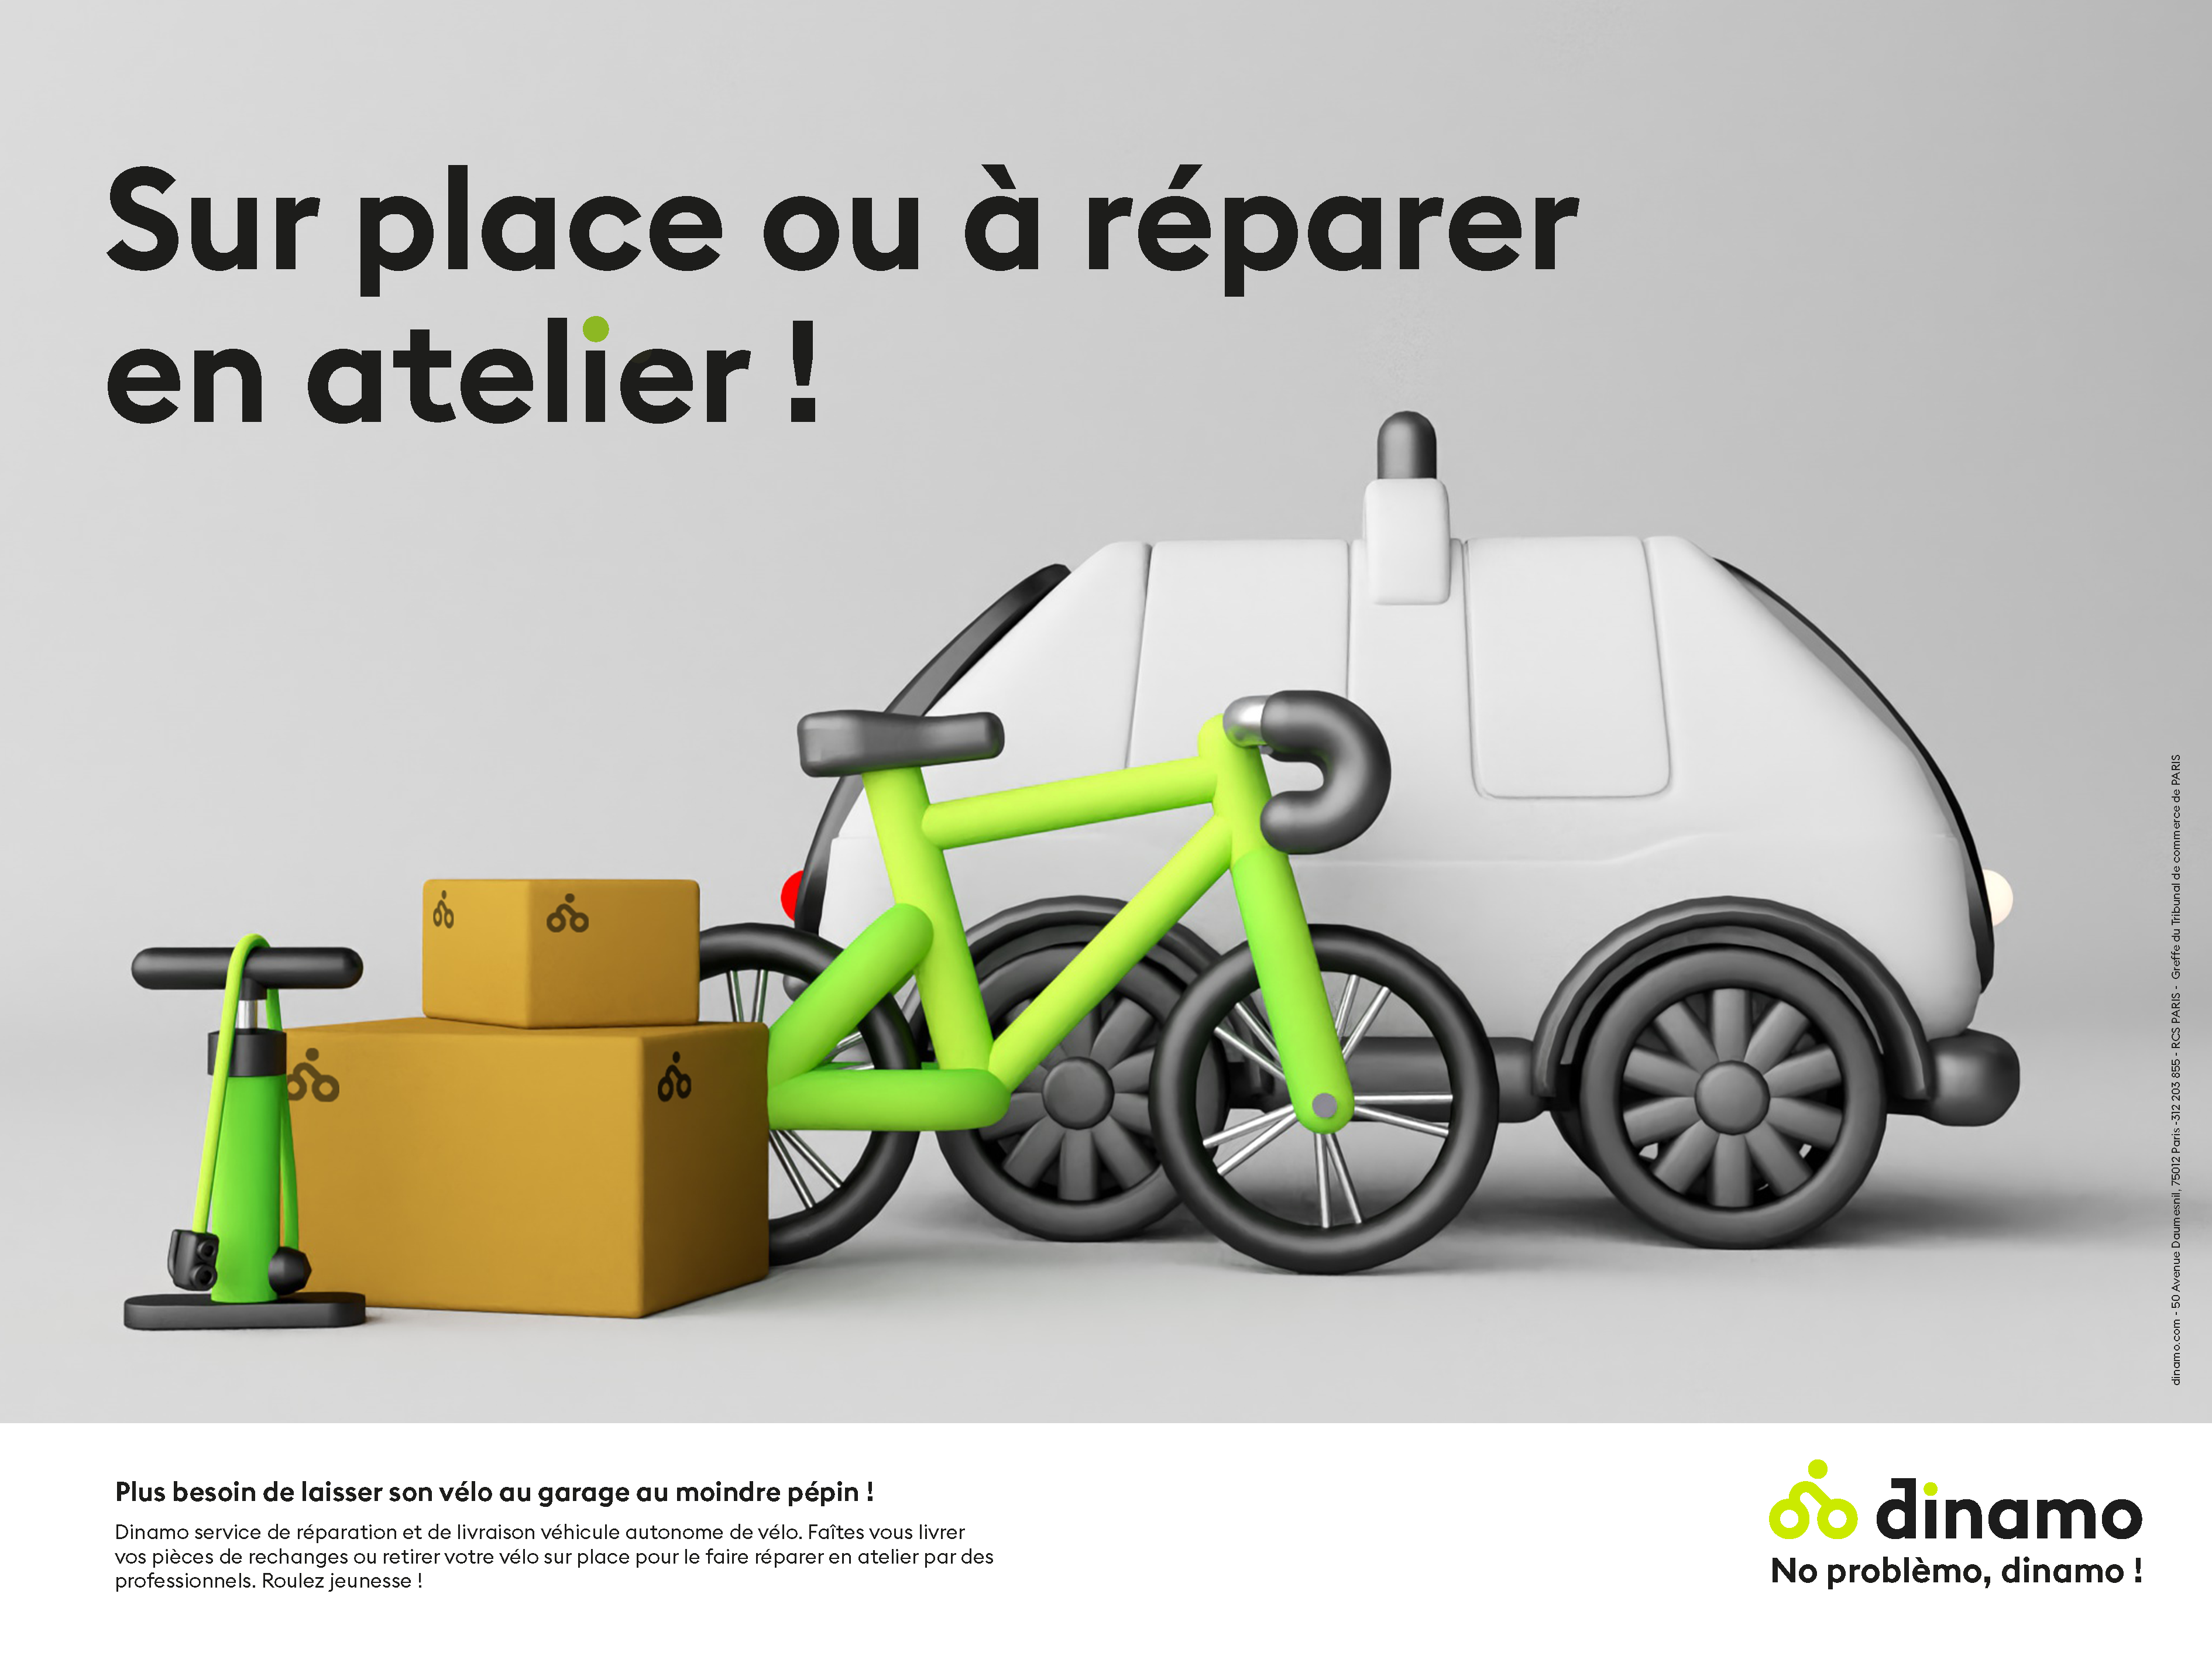 Sur place ou à réparer
en atelier !
dinamo.com - 50 Avenue Daumesnil, 75012 Paris -312 203 855 - RCS PARIS - Greffe du Tribunal de commerce de PARIS
Plus besoin de laisser son vélo au garage au moindre pépin !
Dinamo service de réparation et de livraison véhicule autonome de vélo. Faîtes vous livrer
vos pièces de rechanges ou retirer votre vélo sur place pour le faire réparer en atelier par des
professionnels. Roulez jeunesse !
dinamo
No problèmo, dinamo !